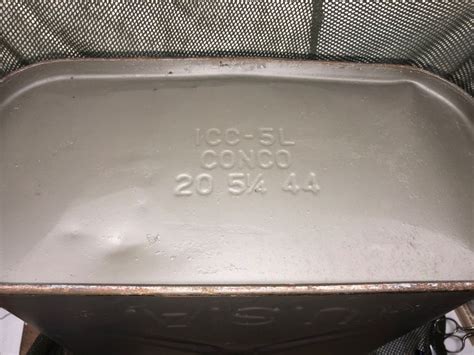 ICC-5L
CONCO
20 5¼ 44
U.S.A.